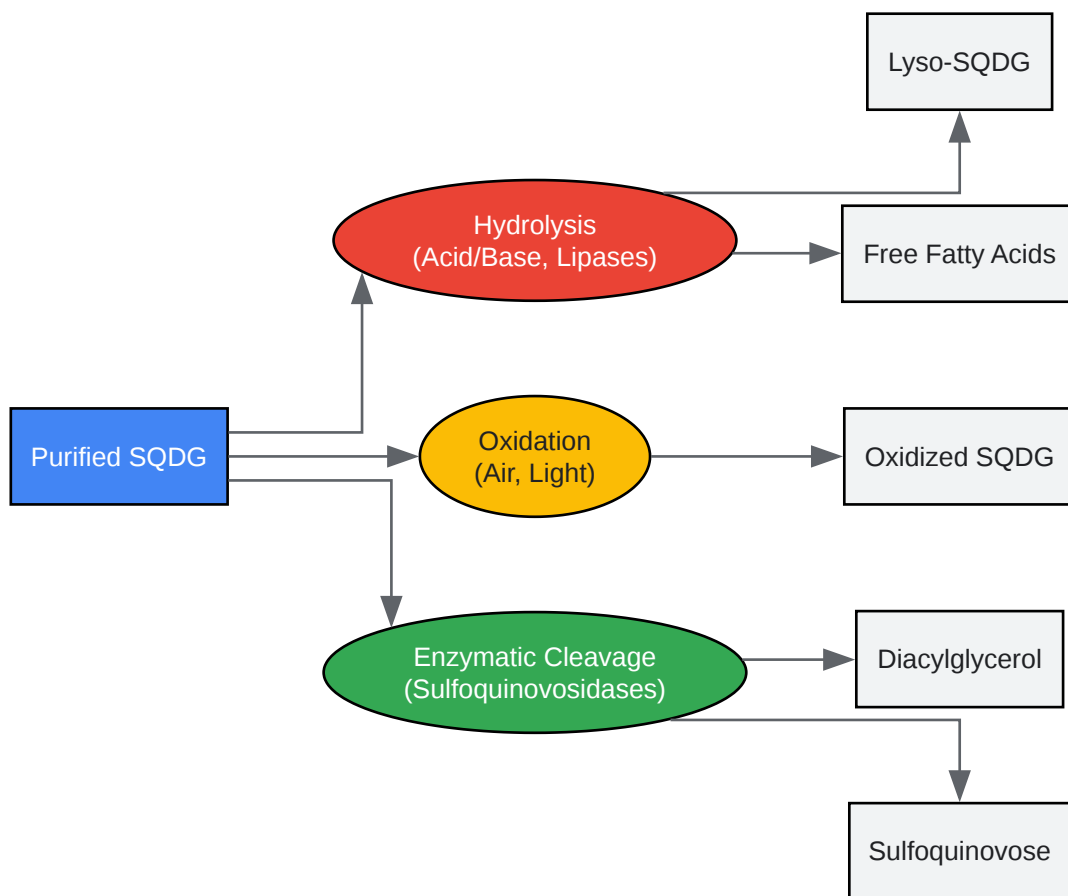 Lyso-SQDG
Hydrolysis
(Acid/Base, Lipases)
Free Fatty Acids
Purified SQDG
Oxidation
(Air, Light)
Oxidized SQDG
Enzymatic Cleavage
(Sulfoquinovosidases)
Diacylglycerol
Sulfoquinovose